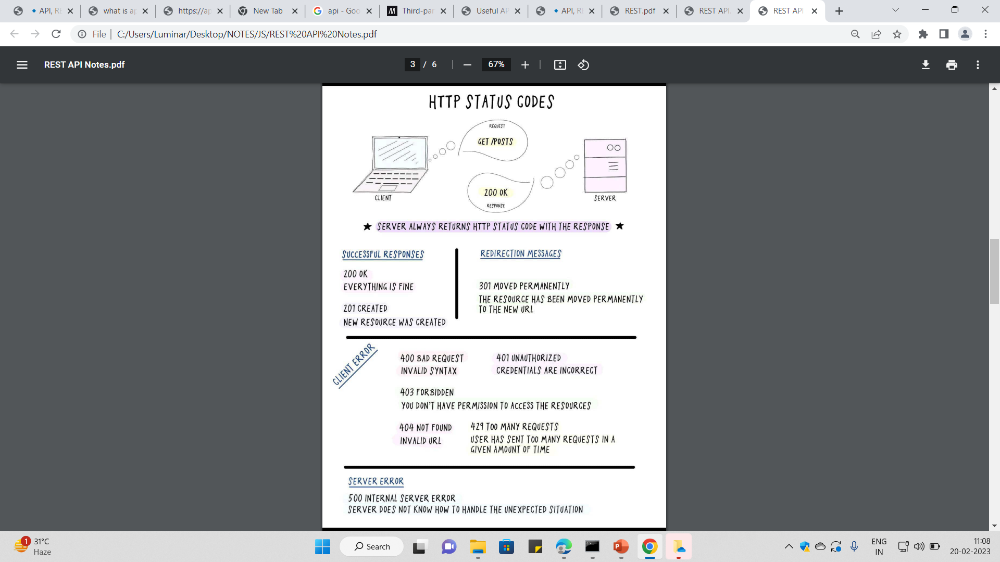 API, RE
what is ap
https://ap
New Tab
api - Goo
Third-par
Useful AP
API, RE
REST.pdf
REST API
REST API
File
C:/Users/Luminar/Desktop/NOTES/JS/REST%20API%20Notes.pdf
REST API Notes.pdf
3 / 6
67%
HTTP STATUS CODES
REQUEST
GET /POSTS
200 OK
RESPONSE
CLIENT
SERVER
★ SERVER ALWAYS RETURNS HTTP STATUS CODE WITH THE RESPONSE ★
SUCCESSFUL RESPONSES
200 OK
EVERYTHING IS FINE
201 CREATED
NEW RESOURCE WAS CREATED
REDIRECTION MESSAGES
301 MOVED PERMANENTLY
THE RESOURCE HAS BEEN MOVED PERMANENTLY
TO THE NEW URL
CLIENT ERROR
400 BAD REQUEST
INVALID SYNTAX
401 UNAUTHORIZED
CREDENTIALS ARE INCORRECT
403 FORBIDDEN
YOU DON'T HAVE PERMISSION TO ACCESS THE RESOURCES
404 NOT FOUND
INVALID URL
429 TOO MANY REQUESTS
USER HAS SENT TOO MANY REQUESTS IN A
GIVEN AMOUNT OF TIME
SERVER ERROR
500 INTERNAL SERVER ERROR
SERVER DOES NOT KNOW HOW TO HANDLE THE UNEXPECTED SITUATION
1
31°C
Haze
Search
ENG
IN
11:08
20-02-2023